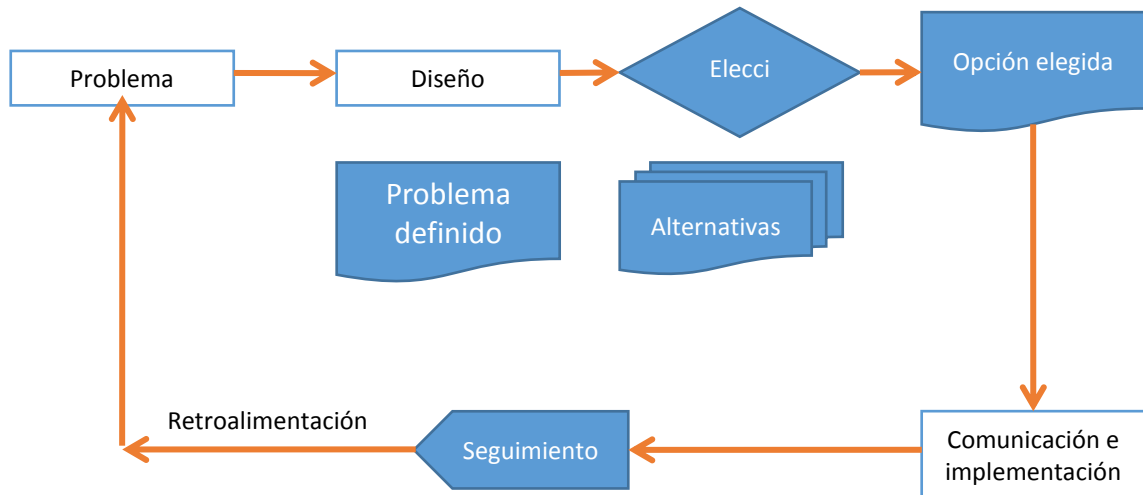 Problema
Diseño
Elecci
Opción elegida
Problema
definido
Alternativas
Retroalimentación
Seguimiento
Comunicación e
implementación